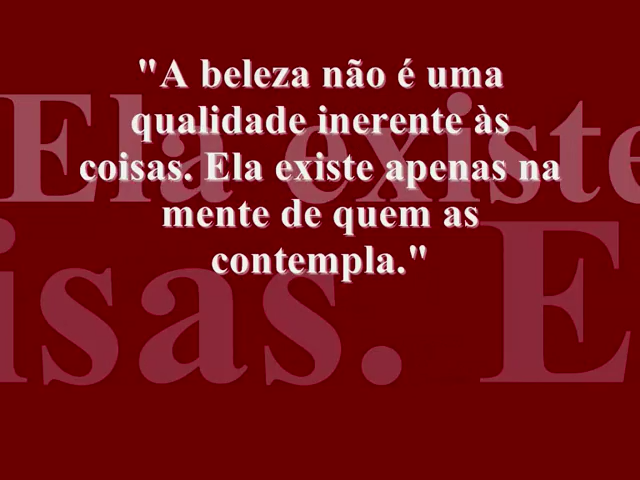 "A beleza não é uma
qualidade inerente às
coisas. Ela existe apenas na
mente de quem as
contempla."
Ela existe
isas. E